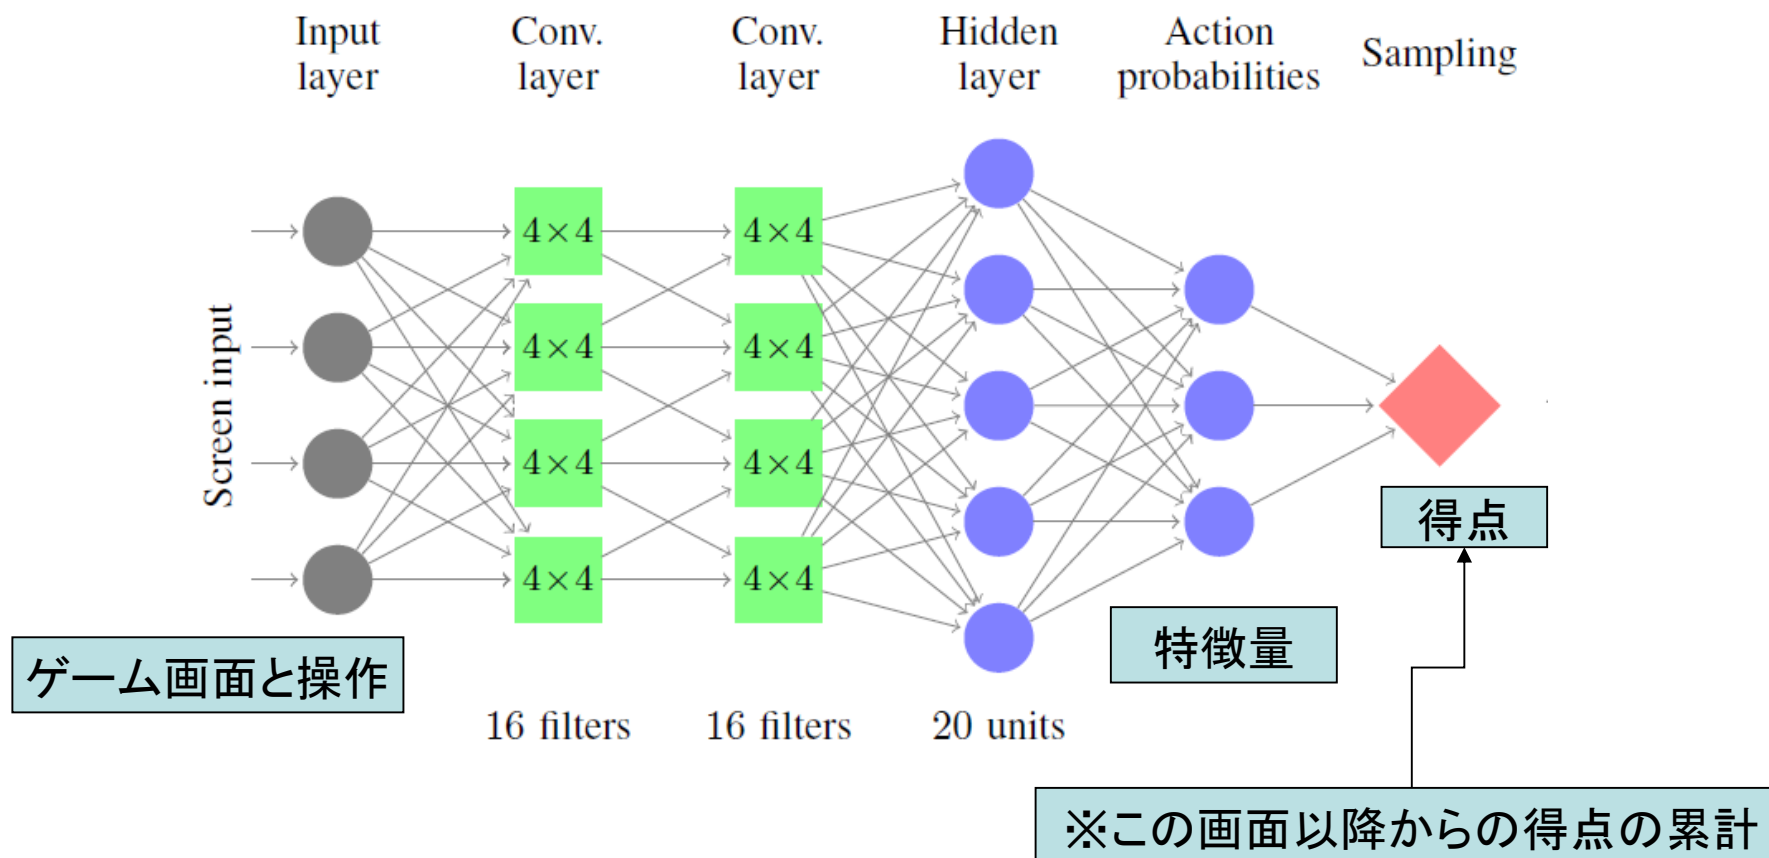 Input
layer
Conv.
layer
Conv.
layer
Hidden
layer
Action
probabilities
Sampling
Screen input
4×4
4×4
4×4
4×4
4×4
4×4
4×4
4×4
得点
特徴量
ゲーム画面と操作
16 filters
16 filters
20 units
※この画面以降からの得点の累計